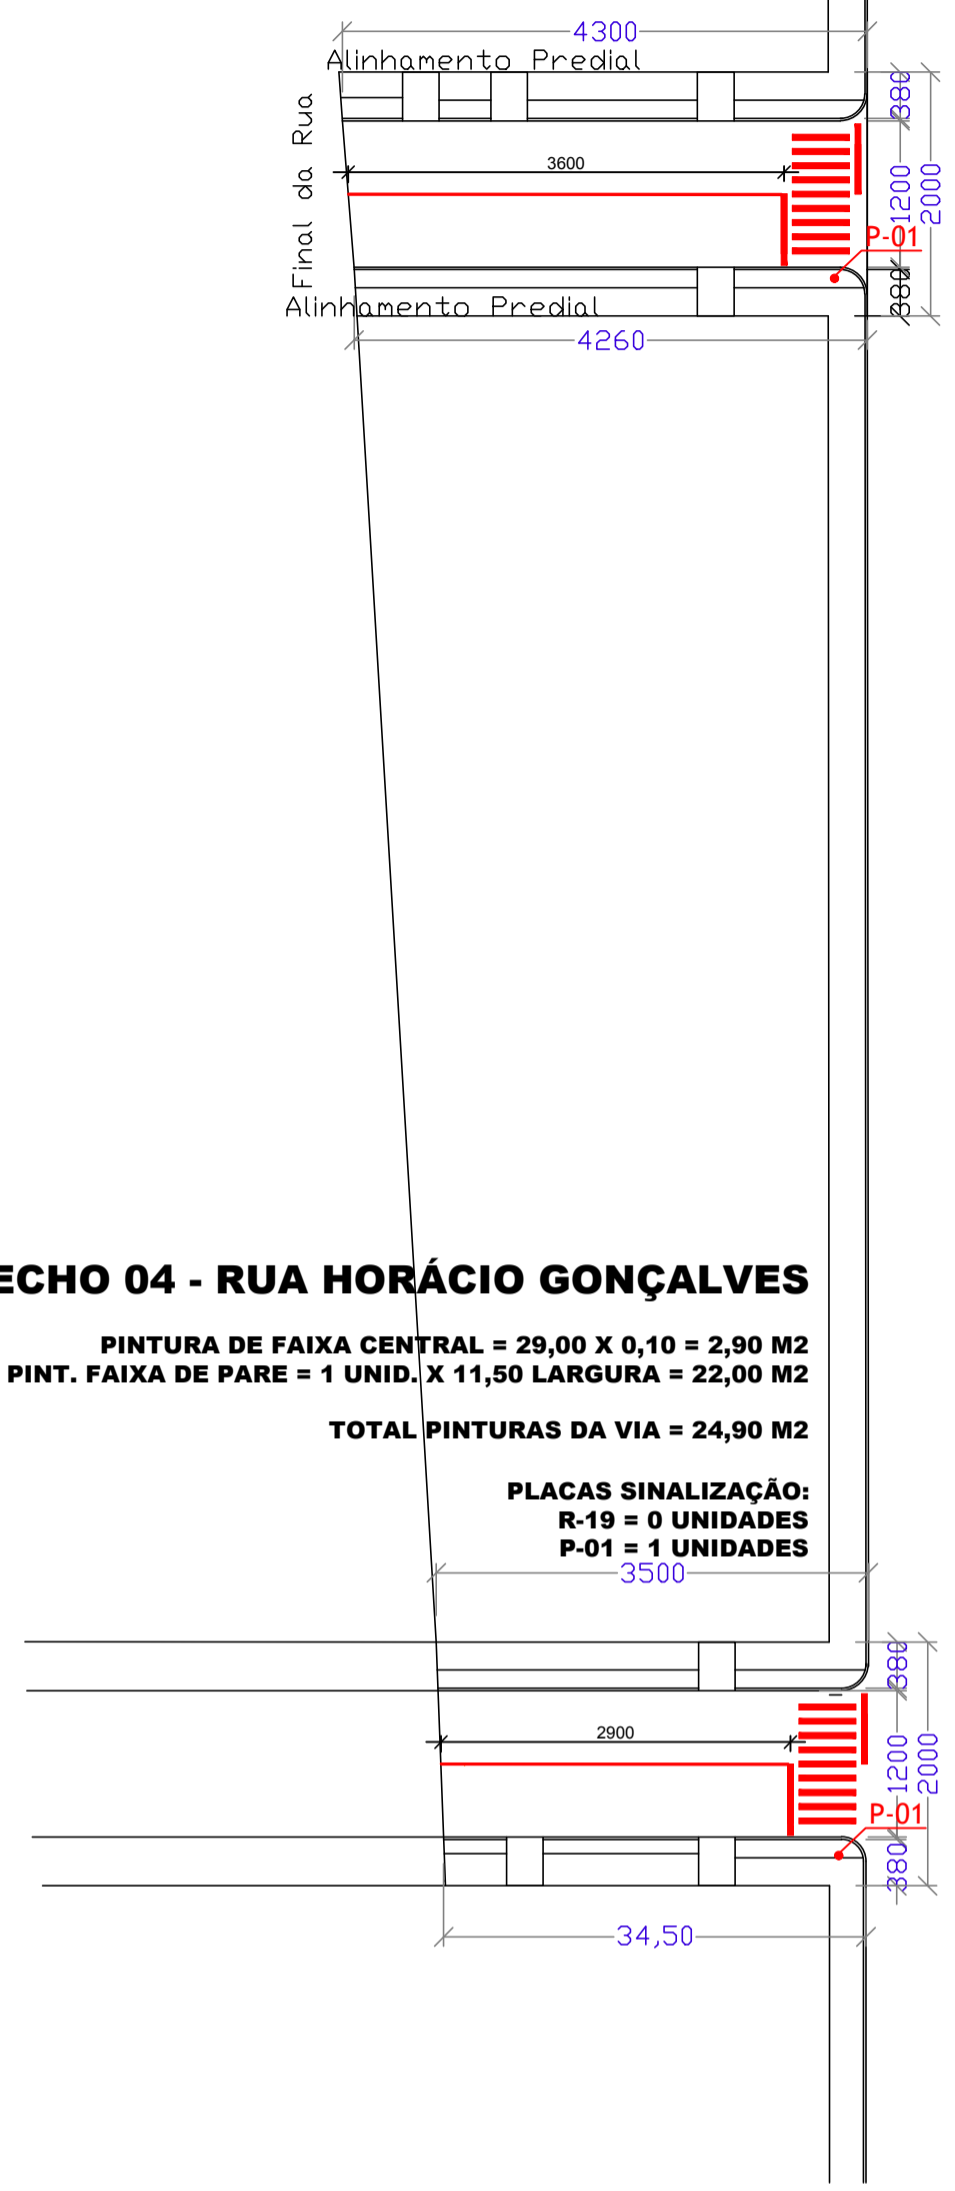 4300
Alinhamento Predial
380
Final da Rua
3600
1200
2000
P-01
380
Alinhamento Predial
4260
ECHO 04 - RUA HORÁCIO GONÇALVES
PINTURA DE FAIXA CENTRAL = 29,00 X 0,10 = 2,90 M2
PINT. FAIXA DE PARE = 1 UNID. X 11,50 LARGURA = 22,00 M2
TOTAL PINTURAS DA VIA = 24,90 M2
PLACAS SINALIZAÇÃO:
R-19 = 0 UNIDADES
P-01 = 1 UNIDADES
3500
380
2900
1200
2000
P-01
380
34,50